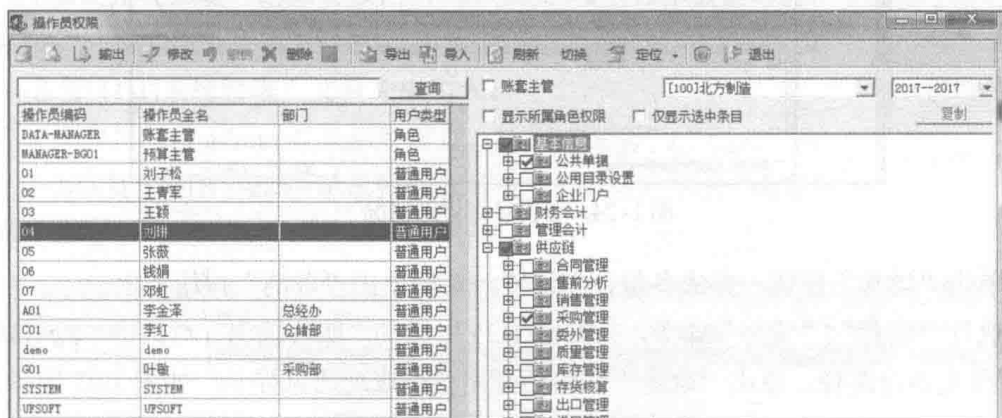 操作员权限
输出 修改 删除 导出 导入 刷新 切换 定位 退出
查询 账套主管 [100]北方制造 2017--2017
显示所属角色权限 仅显示选中条目 复制
操作员编码 操作员全名 部门 用户类型
DATA-MANAGER 账套主管 角色
MANAGER-BG01 预算主管 角色
01 刘子松 普通用户
02 王青军 普通用户
03 王颖 普通用户
04 普通用户
05 张薇 普通用户
06 钱娟 普通用户
07 邓虹 普通用户
A01 李金泽 总经办 普通用户
C01 李红 仓储部 普通用户
demo demo 普通用户
G01 叶敏 采购部 普通用户
SYSTEM SYSTEM 普通用户
UFSOFT UFSOFT 普通用户
基本信息
公共单据
公用目录设置
企业门户
财务会计
管理会计
供应链
合同管理
售前分析
销售管理
采购管理
委外管理
质量管理
库存管理
存货核算
出口管理